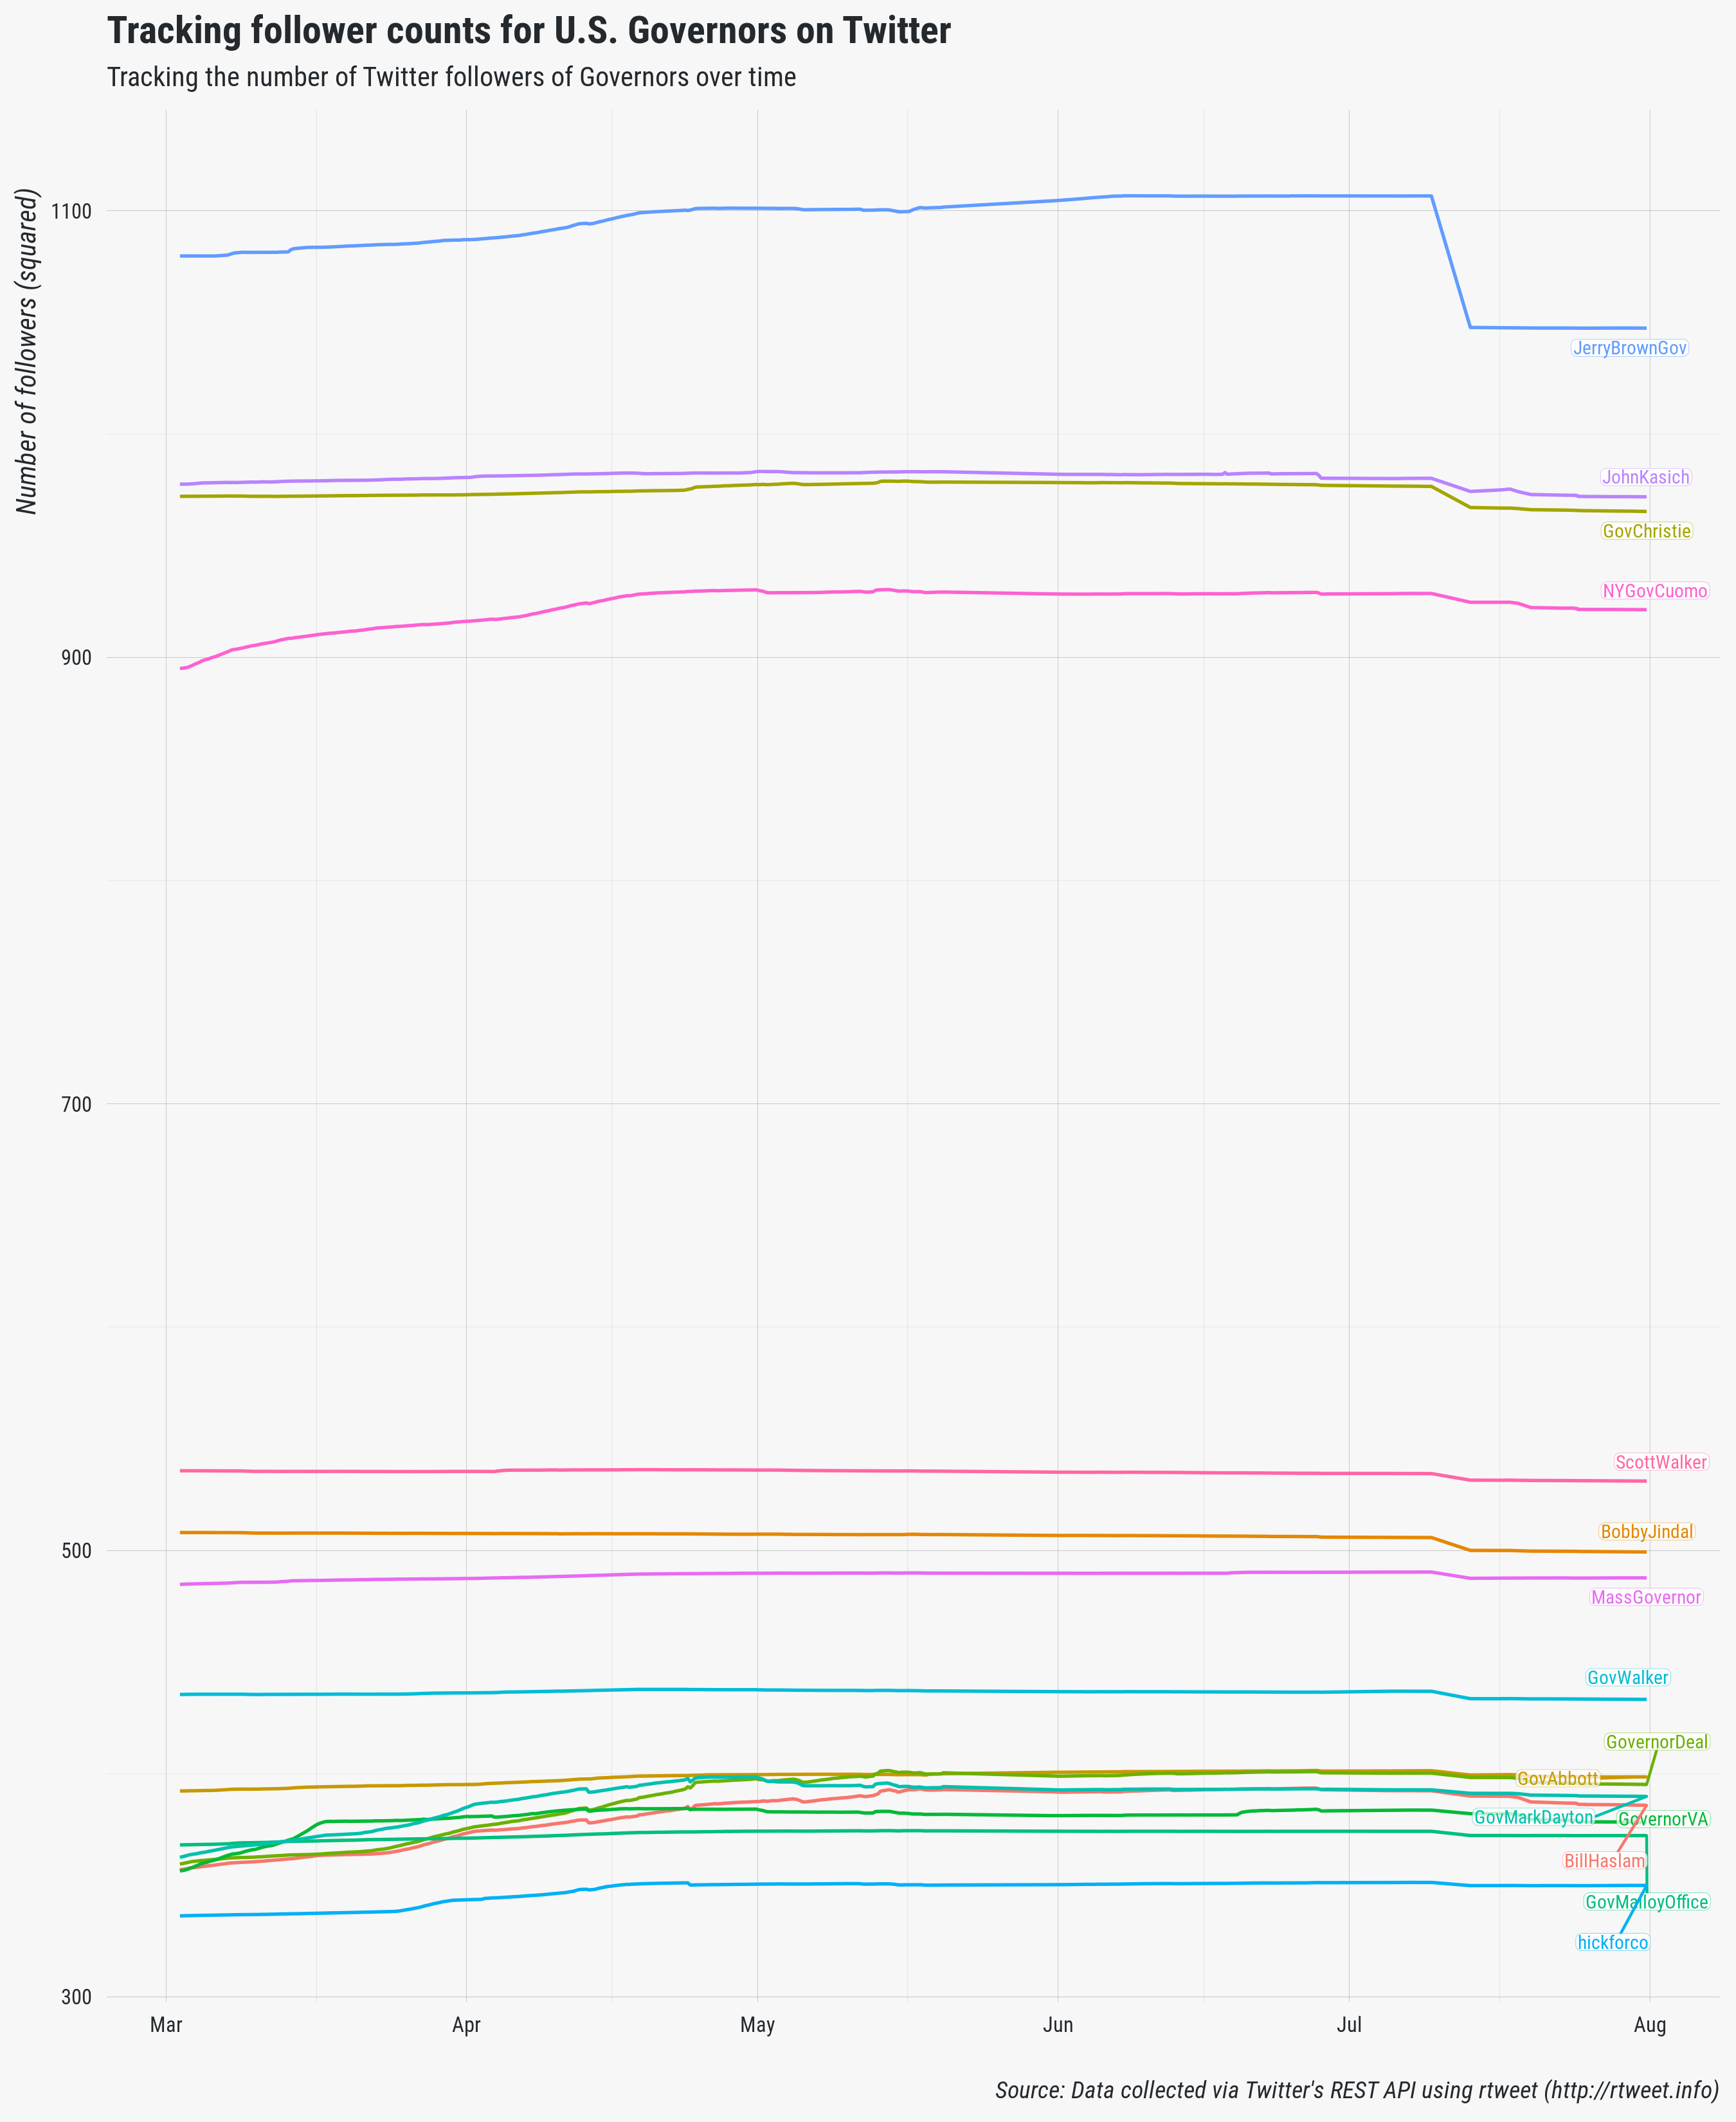 Tracking follower counts for U.S. Governors on Twitter
Tracking the number of Twitter followers of Governors over time
Number of followers (squared)
1100
900
700
500
300
JerryBrownGov
JohnKasich
GovChristie
NYGovCuomo
ScottWalker
BobbyJindal
MassGovernor
GovWalker
GovernorDeal
GovAbbott
GovMarkDayton
GovernorVA
BillHaslam
GovMalloyOffice
hickforco
Mar
Apr
May
Jun
Jul
Aug
Source: Data collected via Twitter's REST API using rtweet (http://rtweet.info)